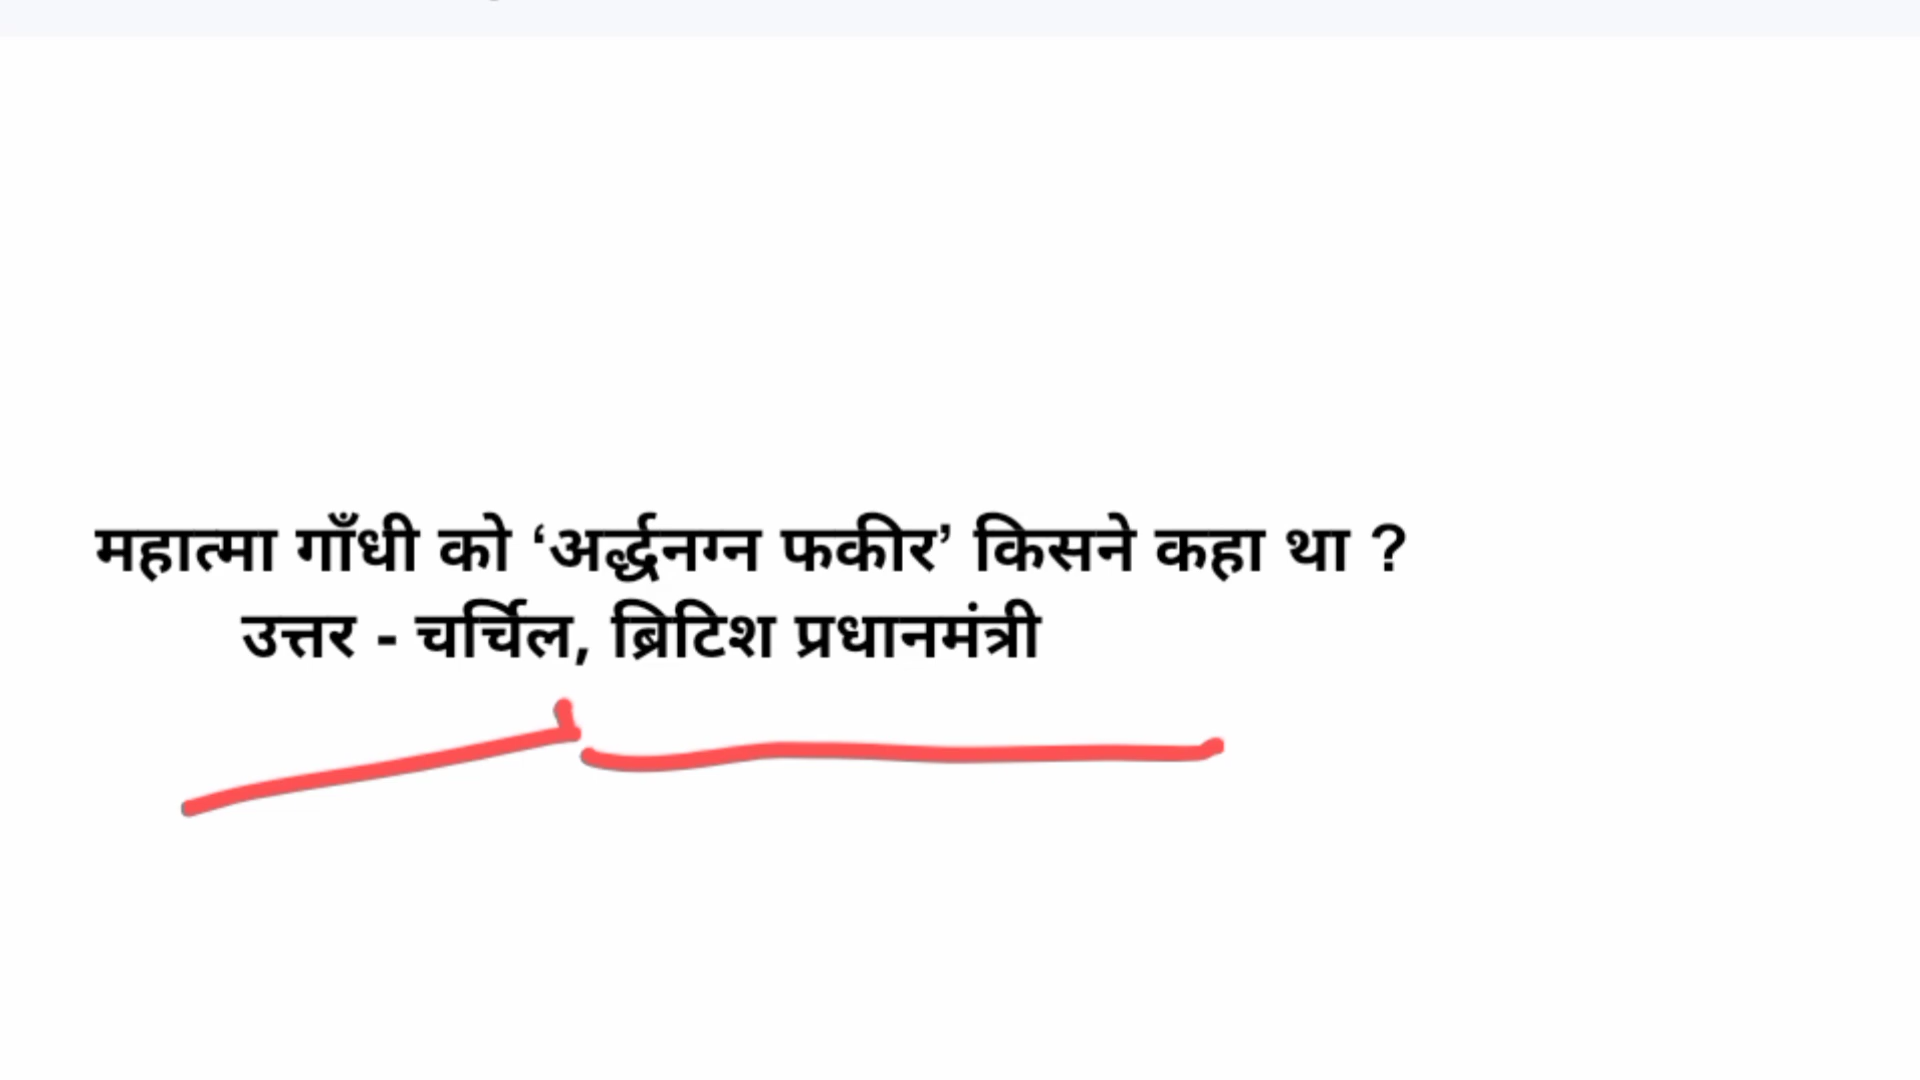 महात्मा गाँधी को ‘अर्द्धनग्न फकीर’ किसने कहा था ?
उत्तर - चर्चिल, ब्रिटिश प्रधानमंत्री